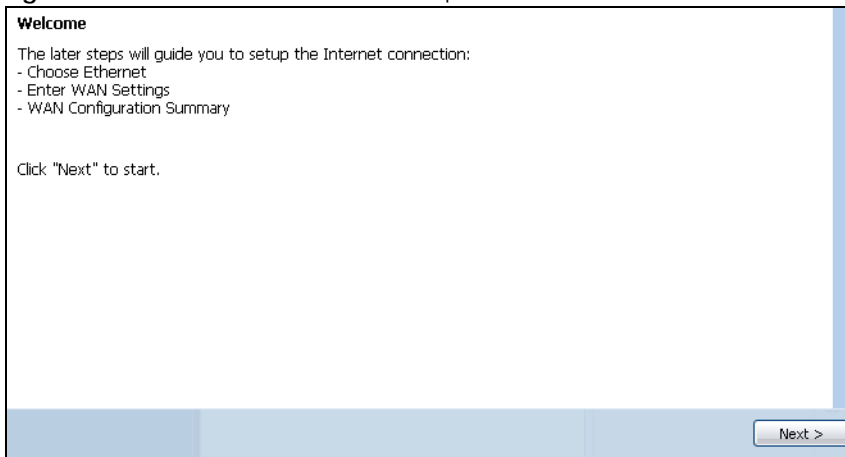 Welcome
The later steps will guide you to setup the Internet connection:
- Choose Ethernet
- Enter WAN Settings
- WAN Configuration Summary
Click "Next" to start.
Next >